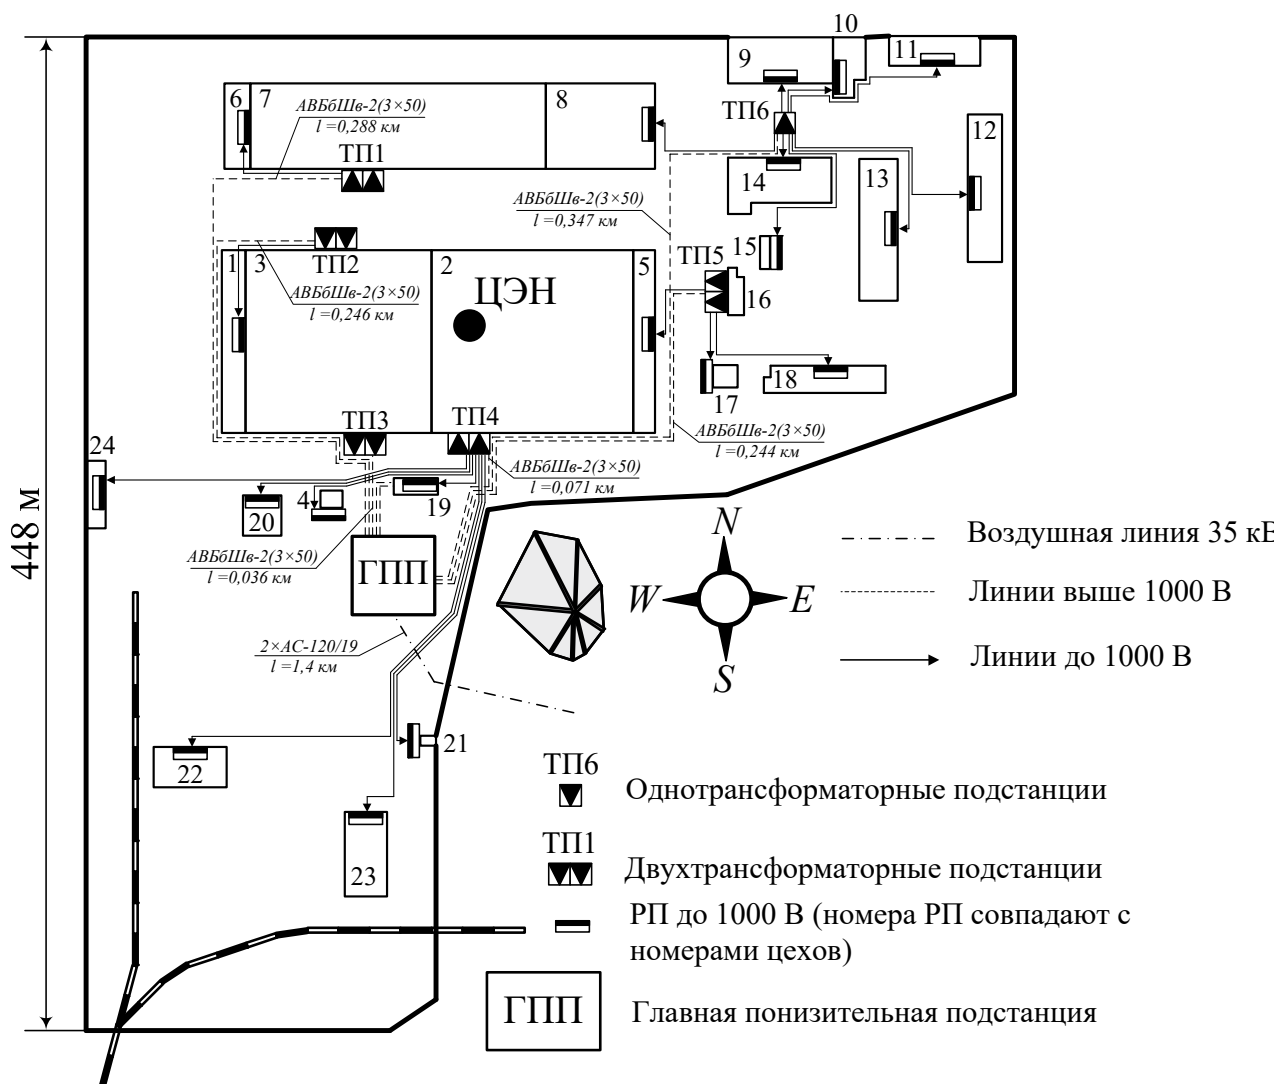 10
9
11
6
7
АВБбШв-2(3×50)
l =0,288 км
8
ТП6
12
ТП1
14
13
АВБбШв-2(3×50)
l =0,347 км
15
1
3
ТП2
2
5
ТП5
16
ЦЭН
АВБбШв-2(3×50)
l =0,246 км
17
18
ТП3
ТП4
АВБбШв-2(3×50)
l =0,244 км
24
АВБбШв-2(3×50)
l =0,071 км
4
19
20
448 м
АВБбШв-2(3×50)
l =0,036 км
ГПП
N
W
E
S
Воздушная линия 35 кВ
Линии выше 1000 В
Линии до 1000 В
2×АС-120/19
l =1,4 км
21
22
23
ТП6
Однотрансформаторные подстанции
ТП1
Двухтрансформаторные подстанции
РП до 1000 В (номера РП совпадают с
номерами цехов)
ГПП
Главная понизительная подстанция